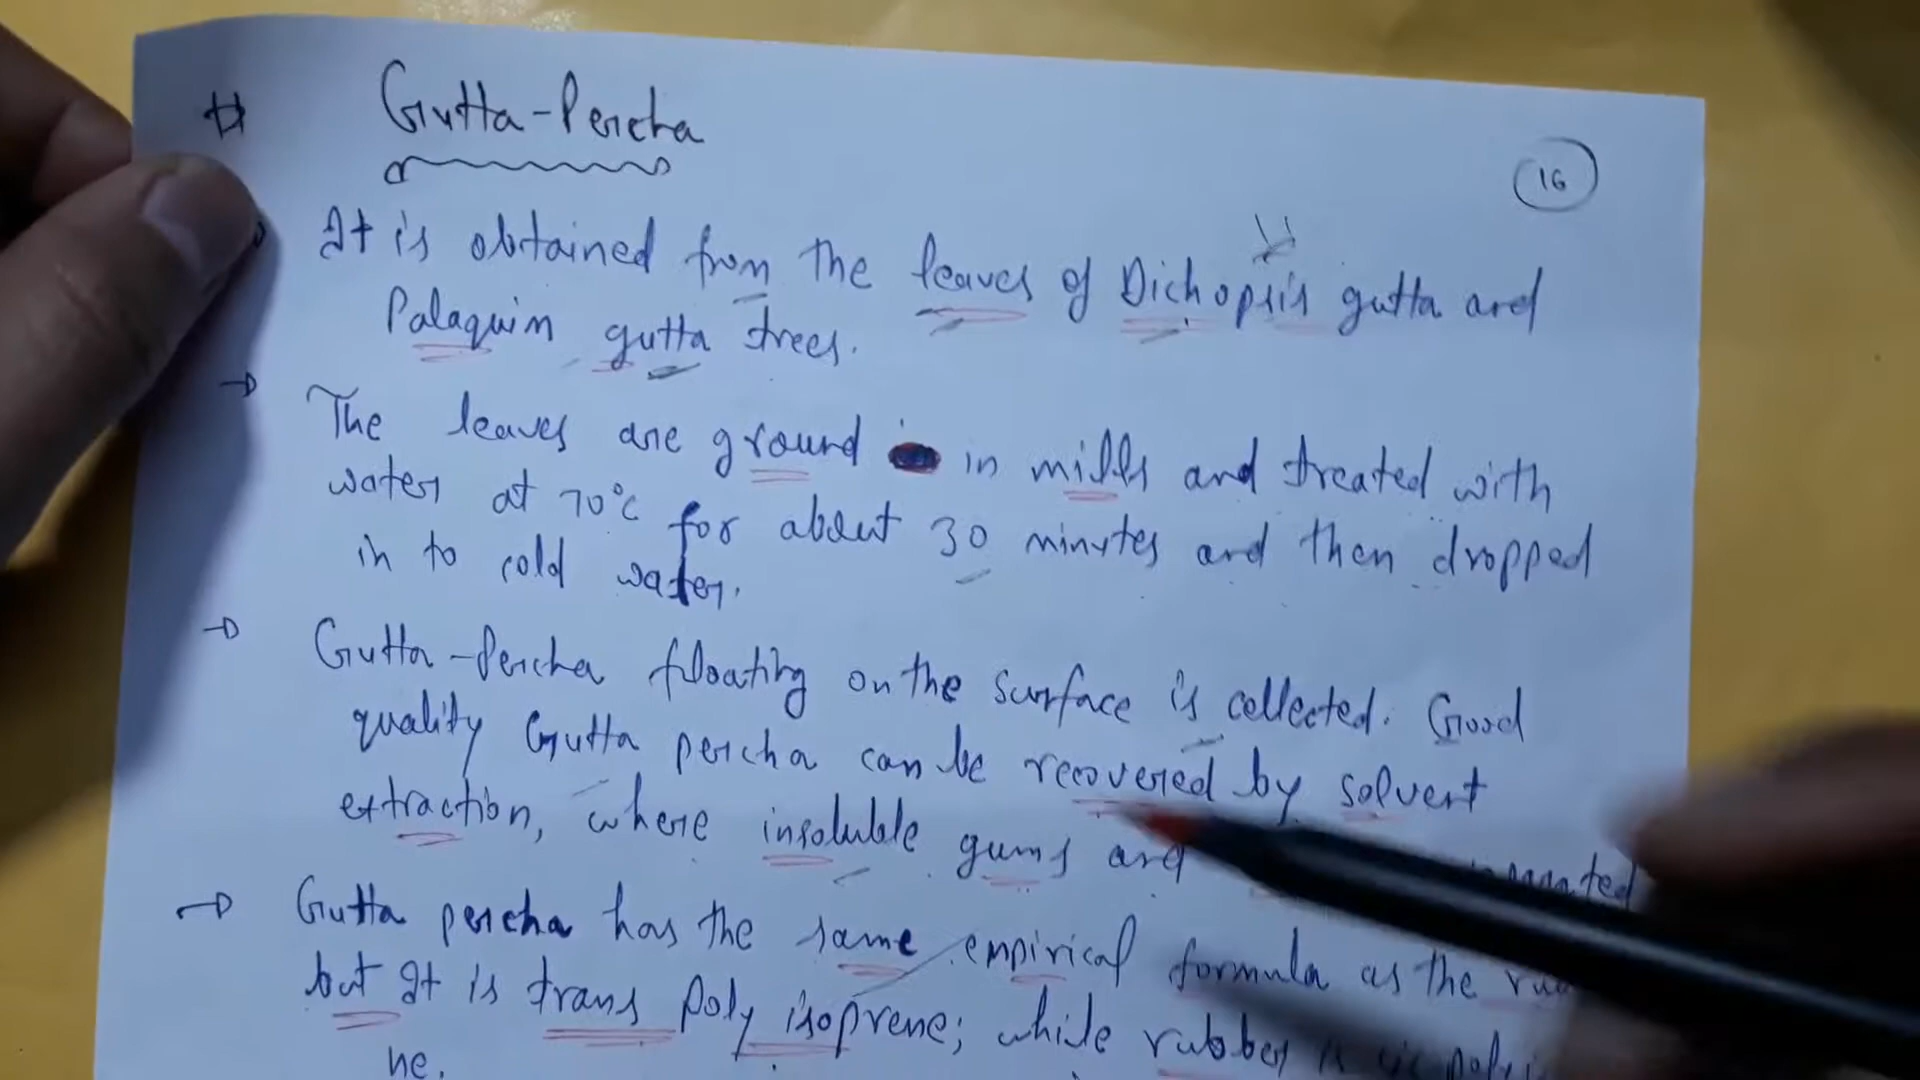 # Gutta-Percha
16
It is obtained from the leaves of Dichopsis gutta and
Palaquim gutta trees.
→ The leaves are ground in mills and treated with
water at 70°C for about 30 minutes and then dropped
in to cold water.
→ Gutta-Percha floating on the surface is collected. Good
quality Gutta percha can be recovered by solvent
extraction, where insoluble gums and
→ Gutta percha has the same empirical formula as the
but It is trans poly isoprene; while rubber is
ne.